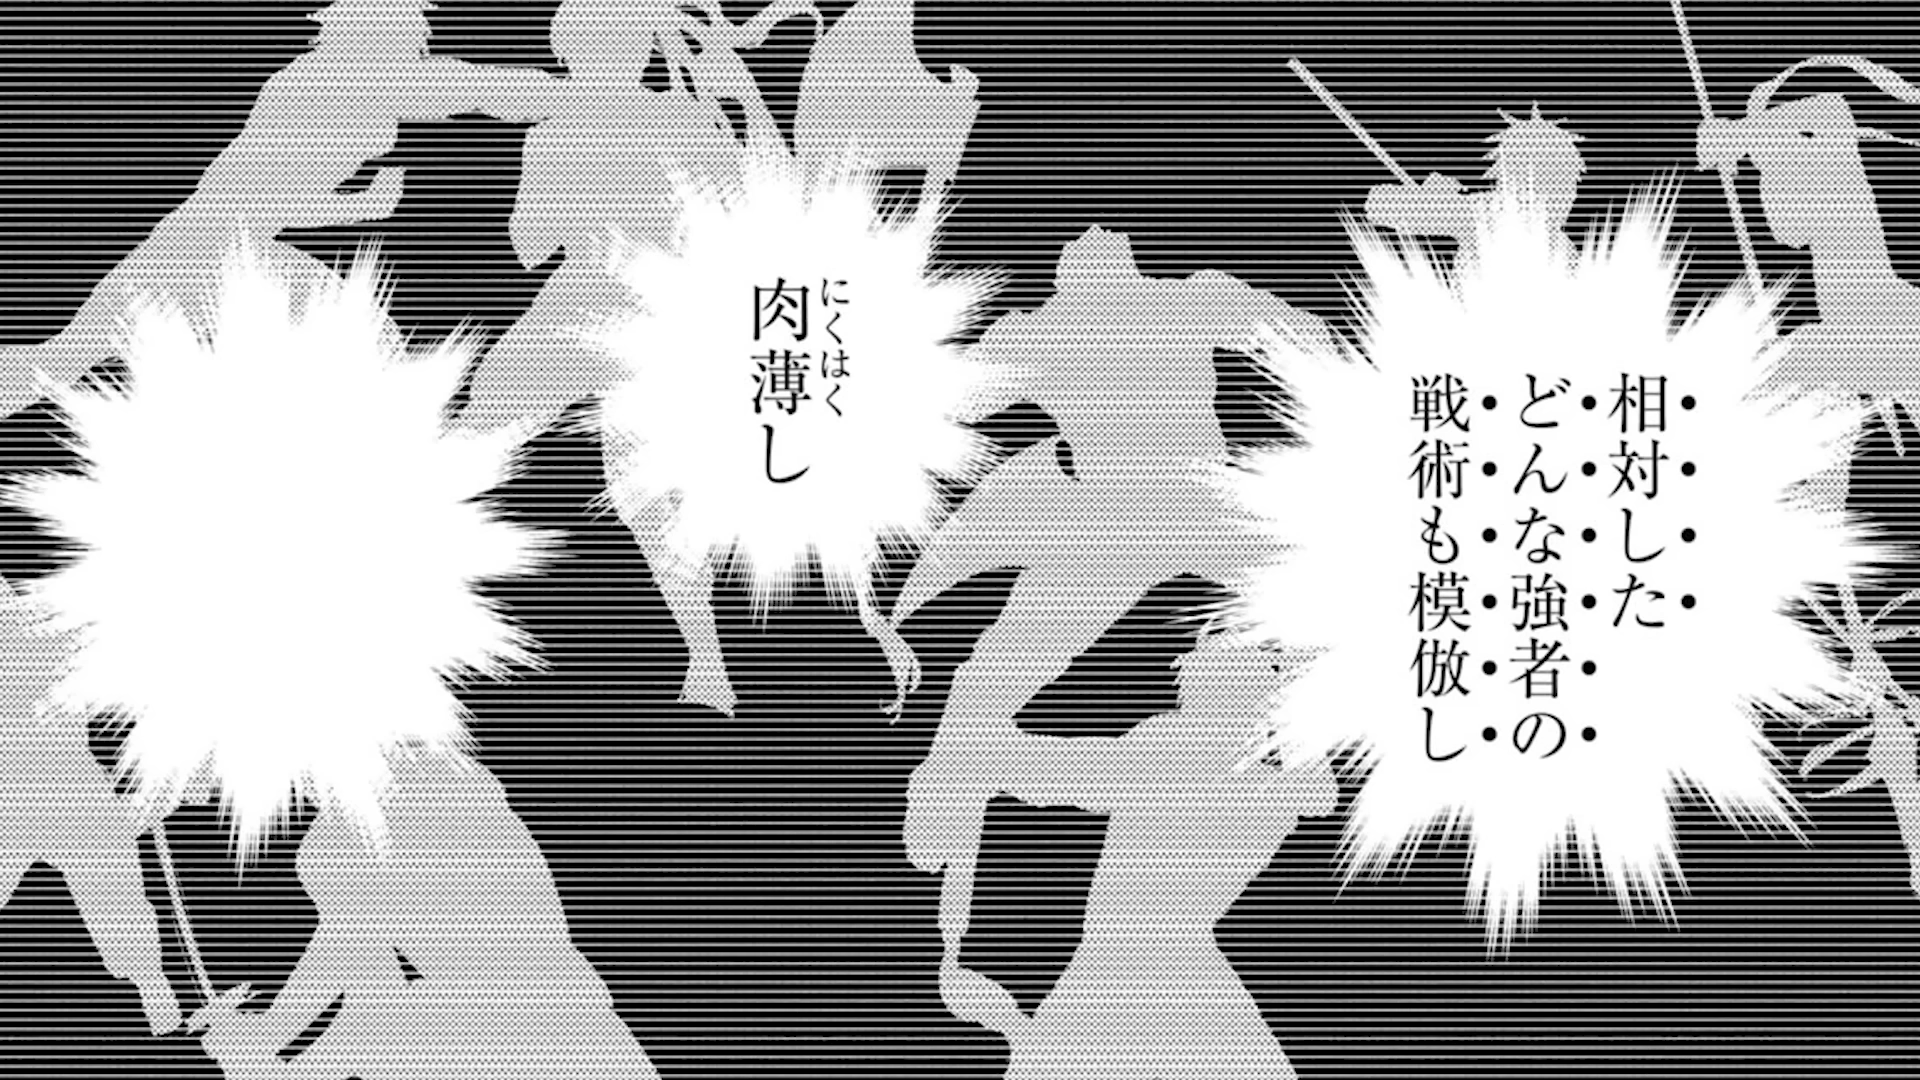 相対した
どんな強者の
戦術も模倣し
肉薄し
にくはく